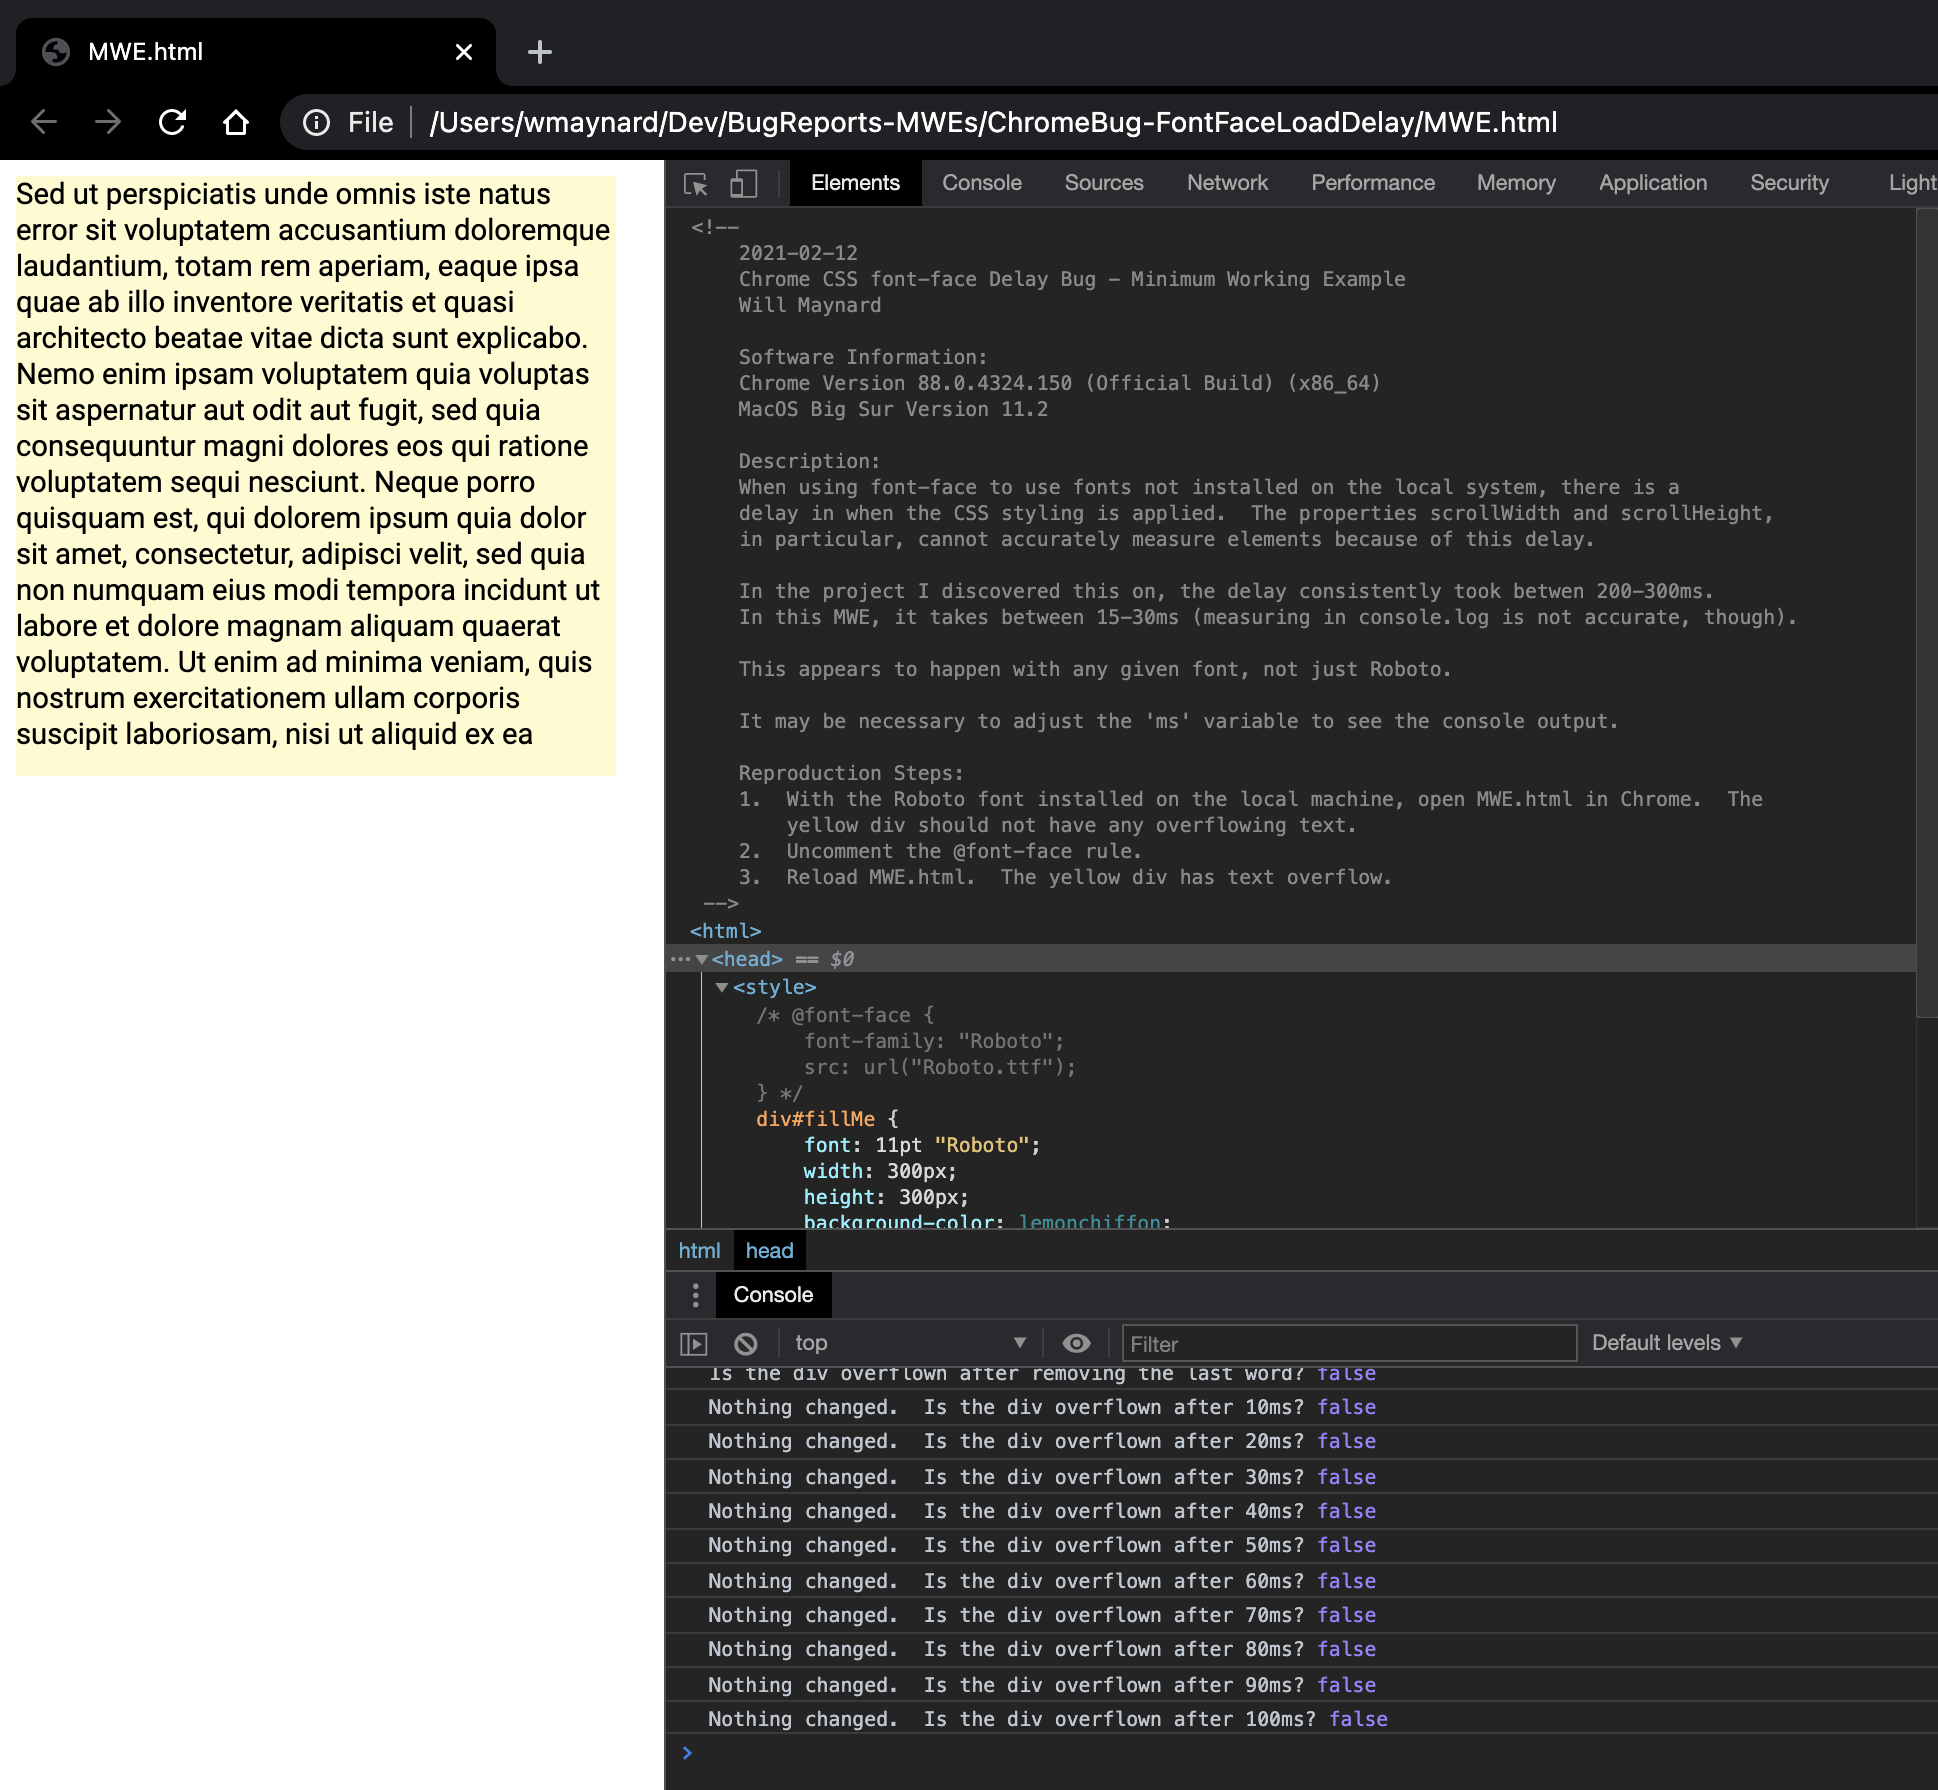 MWE.html
File
/Users/wmaynard/Dev/BugReports-MWEs/ChromeBug-FontFaceLoadDelay/MWE.html
Sed ut perspiciatis unde omnis iste natus
error sit voluptatem accusantium doloremque
laudantium, totam rem aperiam, eaque ipsa
quae ab illo inventore veritatis et quasi
architecto beatae vitae dicta sunt explicabo.
Nemo enim ipsam voluptatem quia voluptas
sit aspernatur aut odit aut fugit, sed quia
consequuntur magni dolores eos qui ratione
voluptatem sequi nesciunt. Neque porro
quisquam est, qui dolorem ipsum quia dolor
sit amet, consectetur, adipisci velit, sed quia
non numquam eius modi tempora incidunt ut
labore et dolore magnam aliquam quaerat
voluptatem. Ut enim ad minima veniam, quis
nostrum exercitationem ullam corporis
suscipit laboriosam, nisi ut aliquid ex ea
Elements Console Sources Network Performance Memory Application Security Light
<!--
2021-02-12
Chrome CSS font-face Delay Bug - Minimum Working Example
Will Maynard
Software Information:
Chrome Version 88.0.4324.150 (Official Build) (x86_64)
MacOS Big Sur Version 11.2
Description:
When using font-face to use fonts not installed on the local system, there is a
delay in when the CSS styling is applied.  The properties scrollWidth and scrollHeight,
in particular, cannot accurately measure elements because of this delay.
In the project I discovered this on, the delay consistently took betwen 200-300ms.
In this MWE, it takes between 15-30ms (measuring in console.log is not accurate, though).
This appears to happen with any given font, not just Roboto.
It may be necessary to adjust the 'ms' variable to see the console output.
Reproduction Steps:
1.  With the Roboto font installed on the local machine, open MWE.html in Chrome.  The
yellow div should not have any overflowing text.
2.  Uncomment the @font-face rule.
3.  Reload MWE.html.  The yellow div has text overflow.
-->
<html>
<head> == $0
<style>
/* @font-face {
font-family: "Roboto";
src: url("Roboto.ttf");
} */
div#fillMe {
font: 11pt "Roboto";
width: 300px;
height: 300px;
background-color: lemonchiffon;
html head
Console
top Filter Default levels
Is the div overflown after removing the last word? false
Nothing changed.  Is the div overflown after 10ms? false
Nothing changed.  Is the div overflown after 20ms? false
Nothing changed.  Is the div overflown after 30ms? false
Nothing changed.  Is the div overflown after 40ms? false
Nothing changed.  Is the div overflown after 50ms? false
Nothing changed.  Is the div overflown after 60ms? false
Nothing changed.  Is the div overflown after 70ms? false
Nothing changed.  Is the div overflown after 80ms? false
Nothing changed.  Is the div overflown after 90ms? false
Nothing changed.  Is the div overflown after 100ms? false